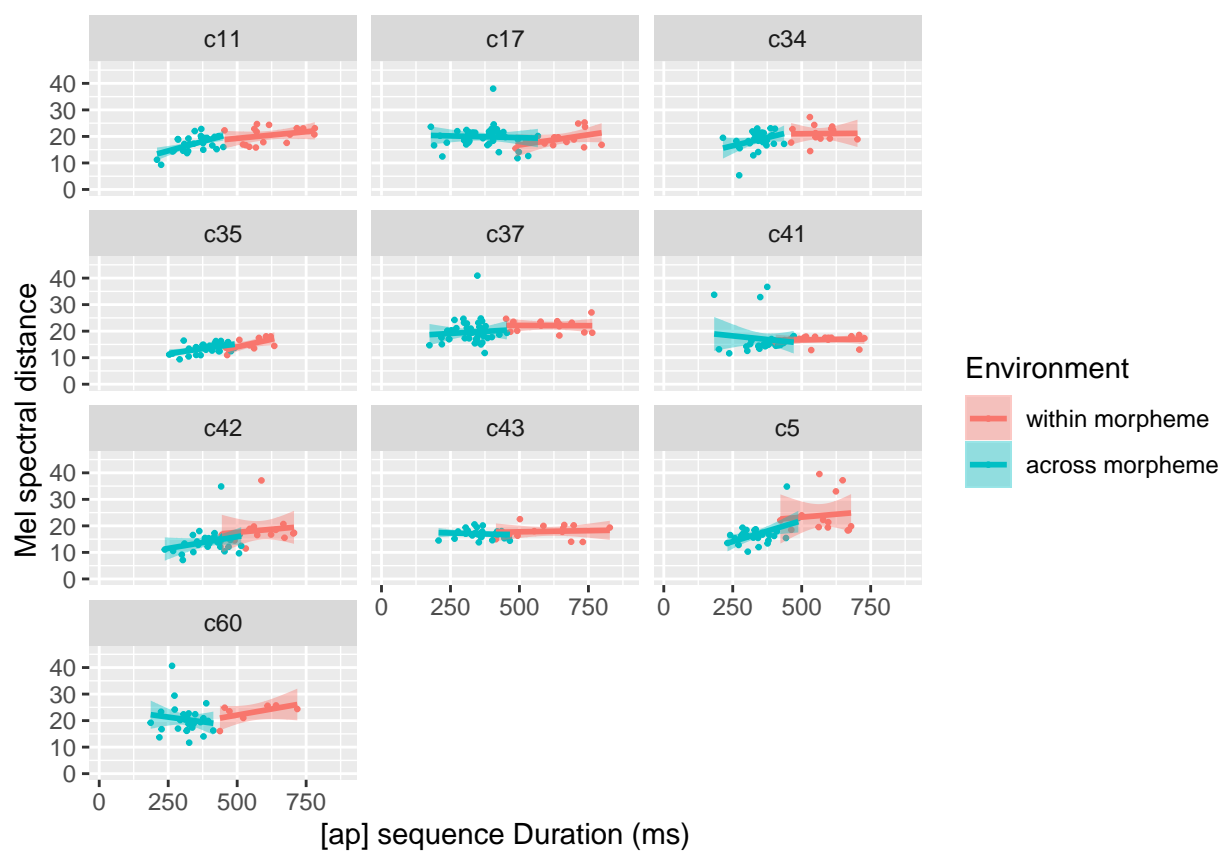 c11 c17 c34
40
30
20
10
0
c35 c37 c41
40
30
20
10
0
Mel spectral distance
c42 c43 c5
40
30
20
10
0
0 250 500 750 0 250 500 750
c60
40
30
20
10
0
0 250 500 750
[ap] sequence Duration (ms)
Environment
within morpheme
across morpheme